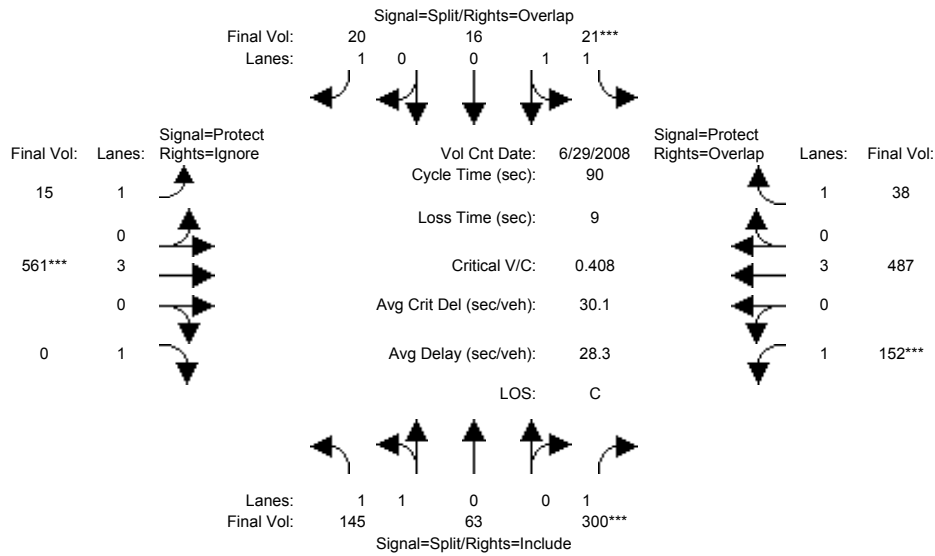 Signal=Split/Rights=Overlap
Final Vol: 20 16 21***
Lanes: 1 0 0 1 1
Signal=Protect Signal=Protect
Final Vol: Lanes: Rights=Ignore Vol Cnt Date: 6/29/2008 Rights=Overlap Lanes: Final Vol:
Cycle Time (sec): 90
15 1 1 38
Loss Time (sec): 9
0 0
561*** 3 Critical V/C: 0.408 3 487
0 Avg Crit Del (sec/veh): 30.1 0
0 1 Avg Delay (sec/veh): 28.3 1 152***
LOS: C
Lanes: 1 1 0 0 1
Final Vol: 145 63 300***
Signal=Split/Rights=Include